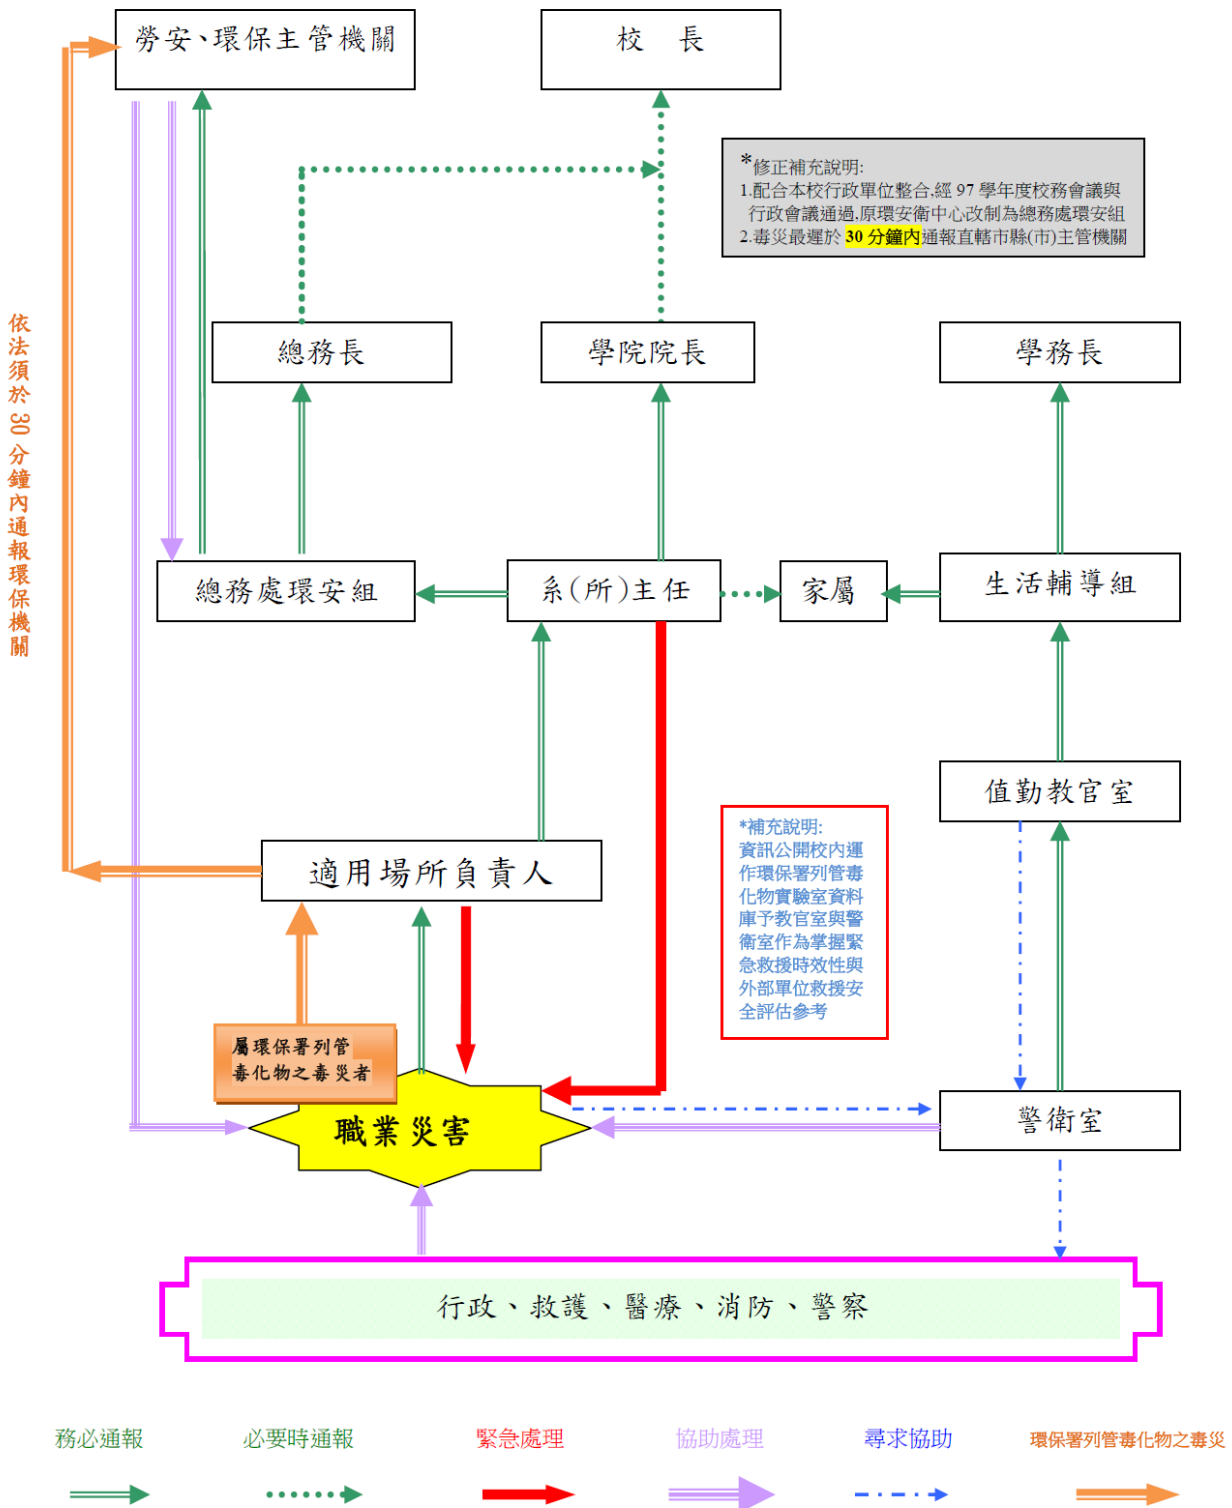 勞安、環保主管機關
校 長
*修正補充說明:
1.配合本校行政單位整合,經 97 學年度校務會議與
行政會議通過,原環安衛中心改制為總務處環安組
2.毒災最遲於 30 分鐘內通報直轄市縣(市)主管機關
依法須於 30 分鐘內通報環保機關
總務長
學院院長
學務長
總務處環安組
系(所)主任
家屬
生活輔導組
值勤教官室
適用場所負責人
*補充說明:
資訊公開校內運
作環保署列管毒
化物實驗室資料
庫予教官室與警
衛室作為掌握緊
急救援時效性與
外部單位救援安
全評估參考
屬環保署列管
毒化物之毒災者
職業災害
警衛室
行政、救護、醫療、消防、警察
務必通報
必要時通報
緊急處理
協助處理
尋求協助
環保署列管毒化物之毒災